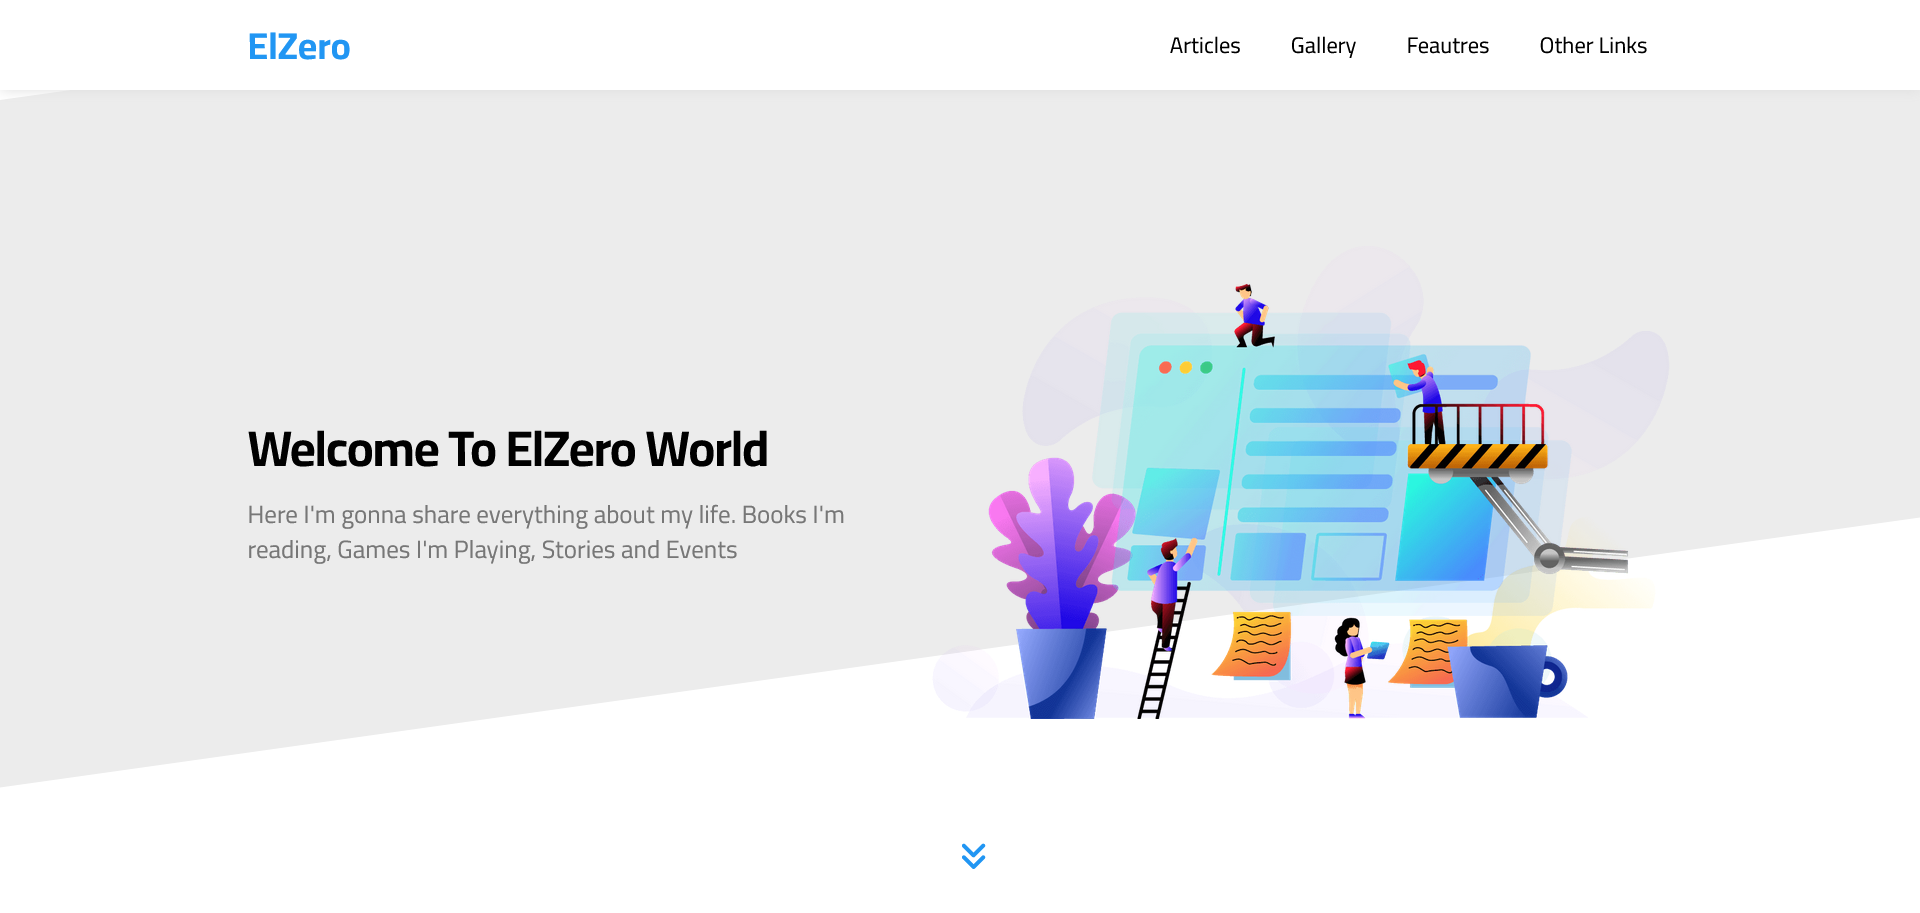 ElZero
Articles Gallery Feautres Other Links
Welcome To ElZero World
Here I'm gonna share everything about my life. Books I'm
reading, Games I'm Playing, Stories and Events